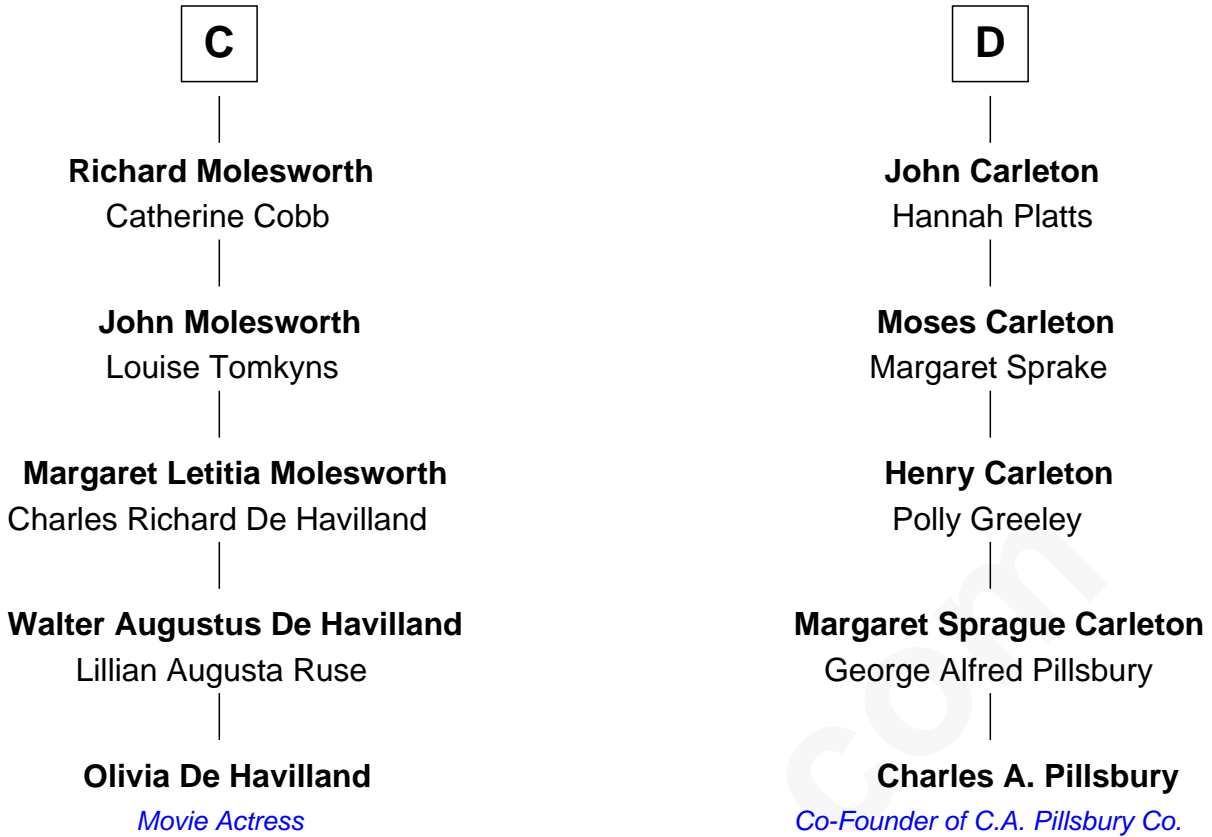 C
Richard Molesworth
Catherine Cobb
John Molesworth
Louise Tomkyns
Margaret Letitia Molesworth
Charles Richard De Havilland
Walter Augustus De Havilland
Lillian Augusta Ruse
Olivia De Havilland
Movie Actress
D
John Carleton
Hannah Platts
Moses Carleton
Margaret Sprake
Henry Carleton
Polly Greeley
Margaret Sprague Carleton
George Alfred Pillsbury
Charles A. Pillsbury
Co-Founder of C.A. Pillsbury Co.
com